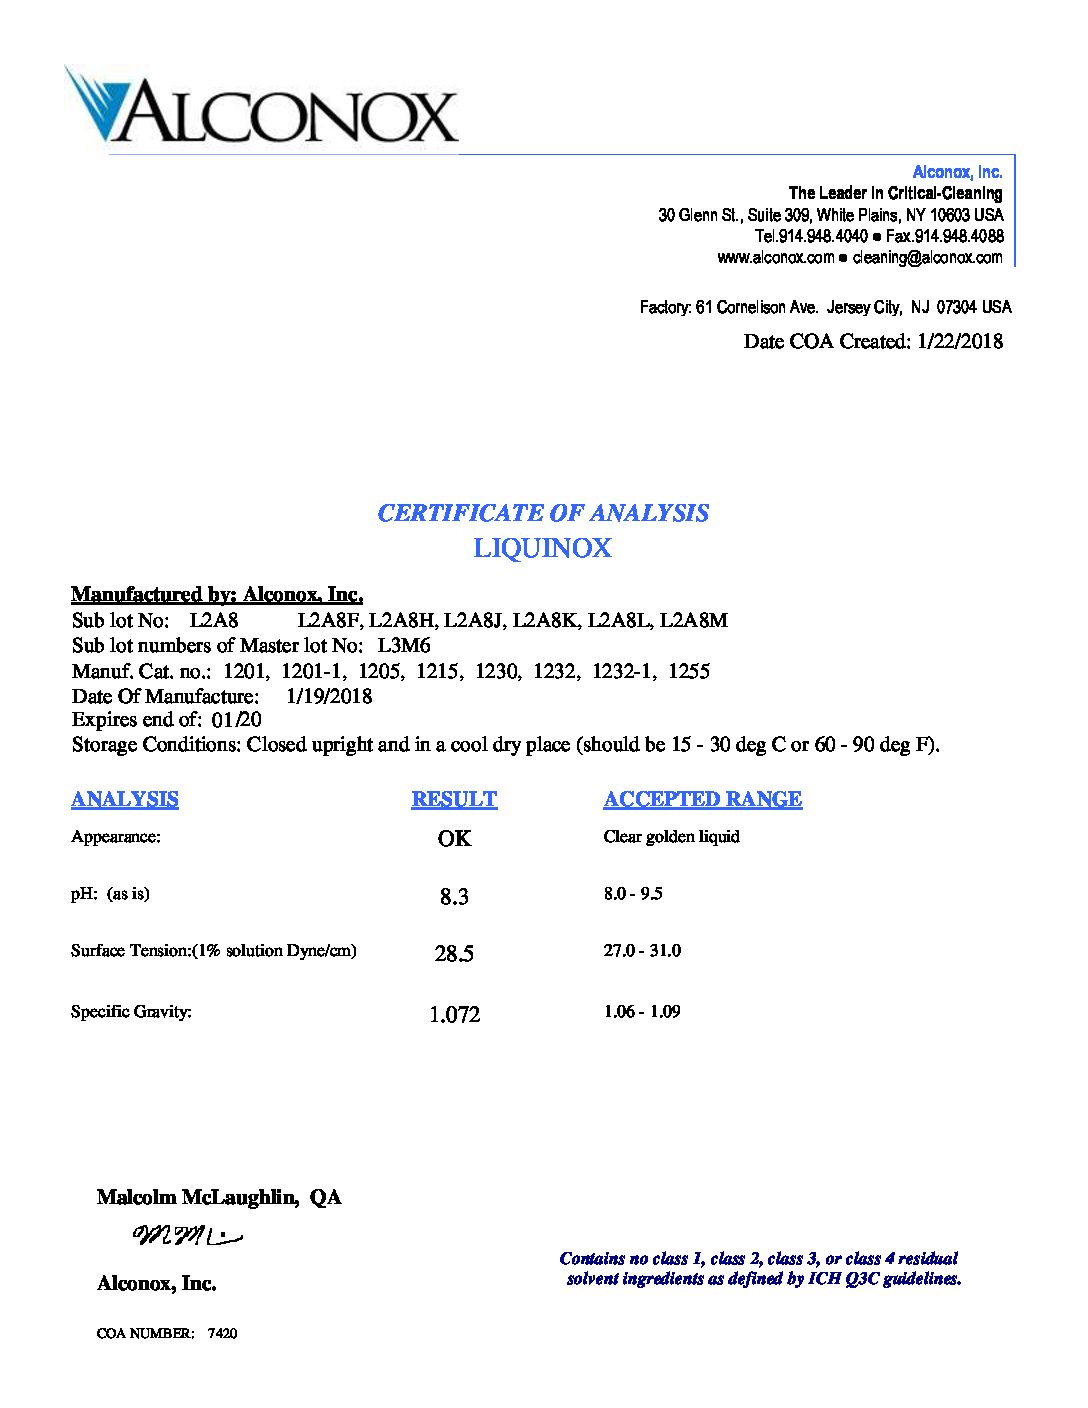 ALCONOX
Alconox, Inc.
The Leader in Critical-Cleaning
30 Glenn St., Suite 309, White Plains, NY 10603 USA
Tel.914.948.4040 ● Fax.914.948.4088
www.alconox.com ● cleaning@alconox.com
Factory: 61 Cornelison Ave. Jersey City, NJ 07304 USA
Date COA Created: 1/22/2018
CERTIFICATE OF ANALYSIS
LIQUINOX
Manufactured by: Alconox, Inc.
Sub lot No: L2A8 L2A8F, L2A8H, L2A8J, L2A8K, L2A8L, L2A8M
Sub lot numbers of Master lot No: L3M6
Manuf. Cat. no.: 1201, 1201-1, 1205, 1215, 1230, 1232, 1232-1, 1255
Date Of Manufacture: 1/19/2018
Expires end of: 01/20
Storage Conditions: Closed upright and in a cool dry place (should be 15 - 30 deg C or 60 - 90 deg F).
ANALYSIS RESULT ACCEPTED RANGE
Appearance: OK Clear golden liquid
pH: (as is) 8.3 8.0 - 9.5
Surface Tension:(1% solution Dyne/cm) 28.5 27.0 - 31.0
Specific Gravity: 1.072 1.06 - 1.09
Malcolm McLaughlin, QA
Alconox, Inc.
Contains no class 1, class 2, class 3, or class 4 residual
solvent ingredients as defined by ICH Q3C guidelines.
COA NUMBER: 7420